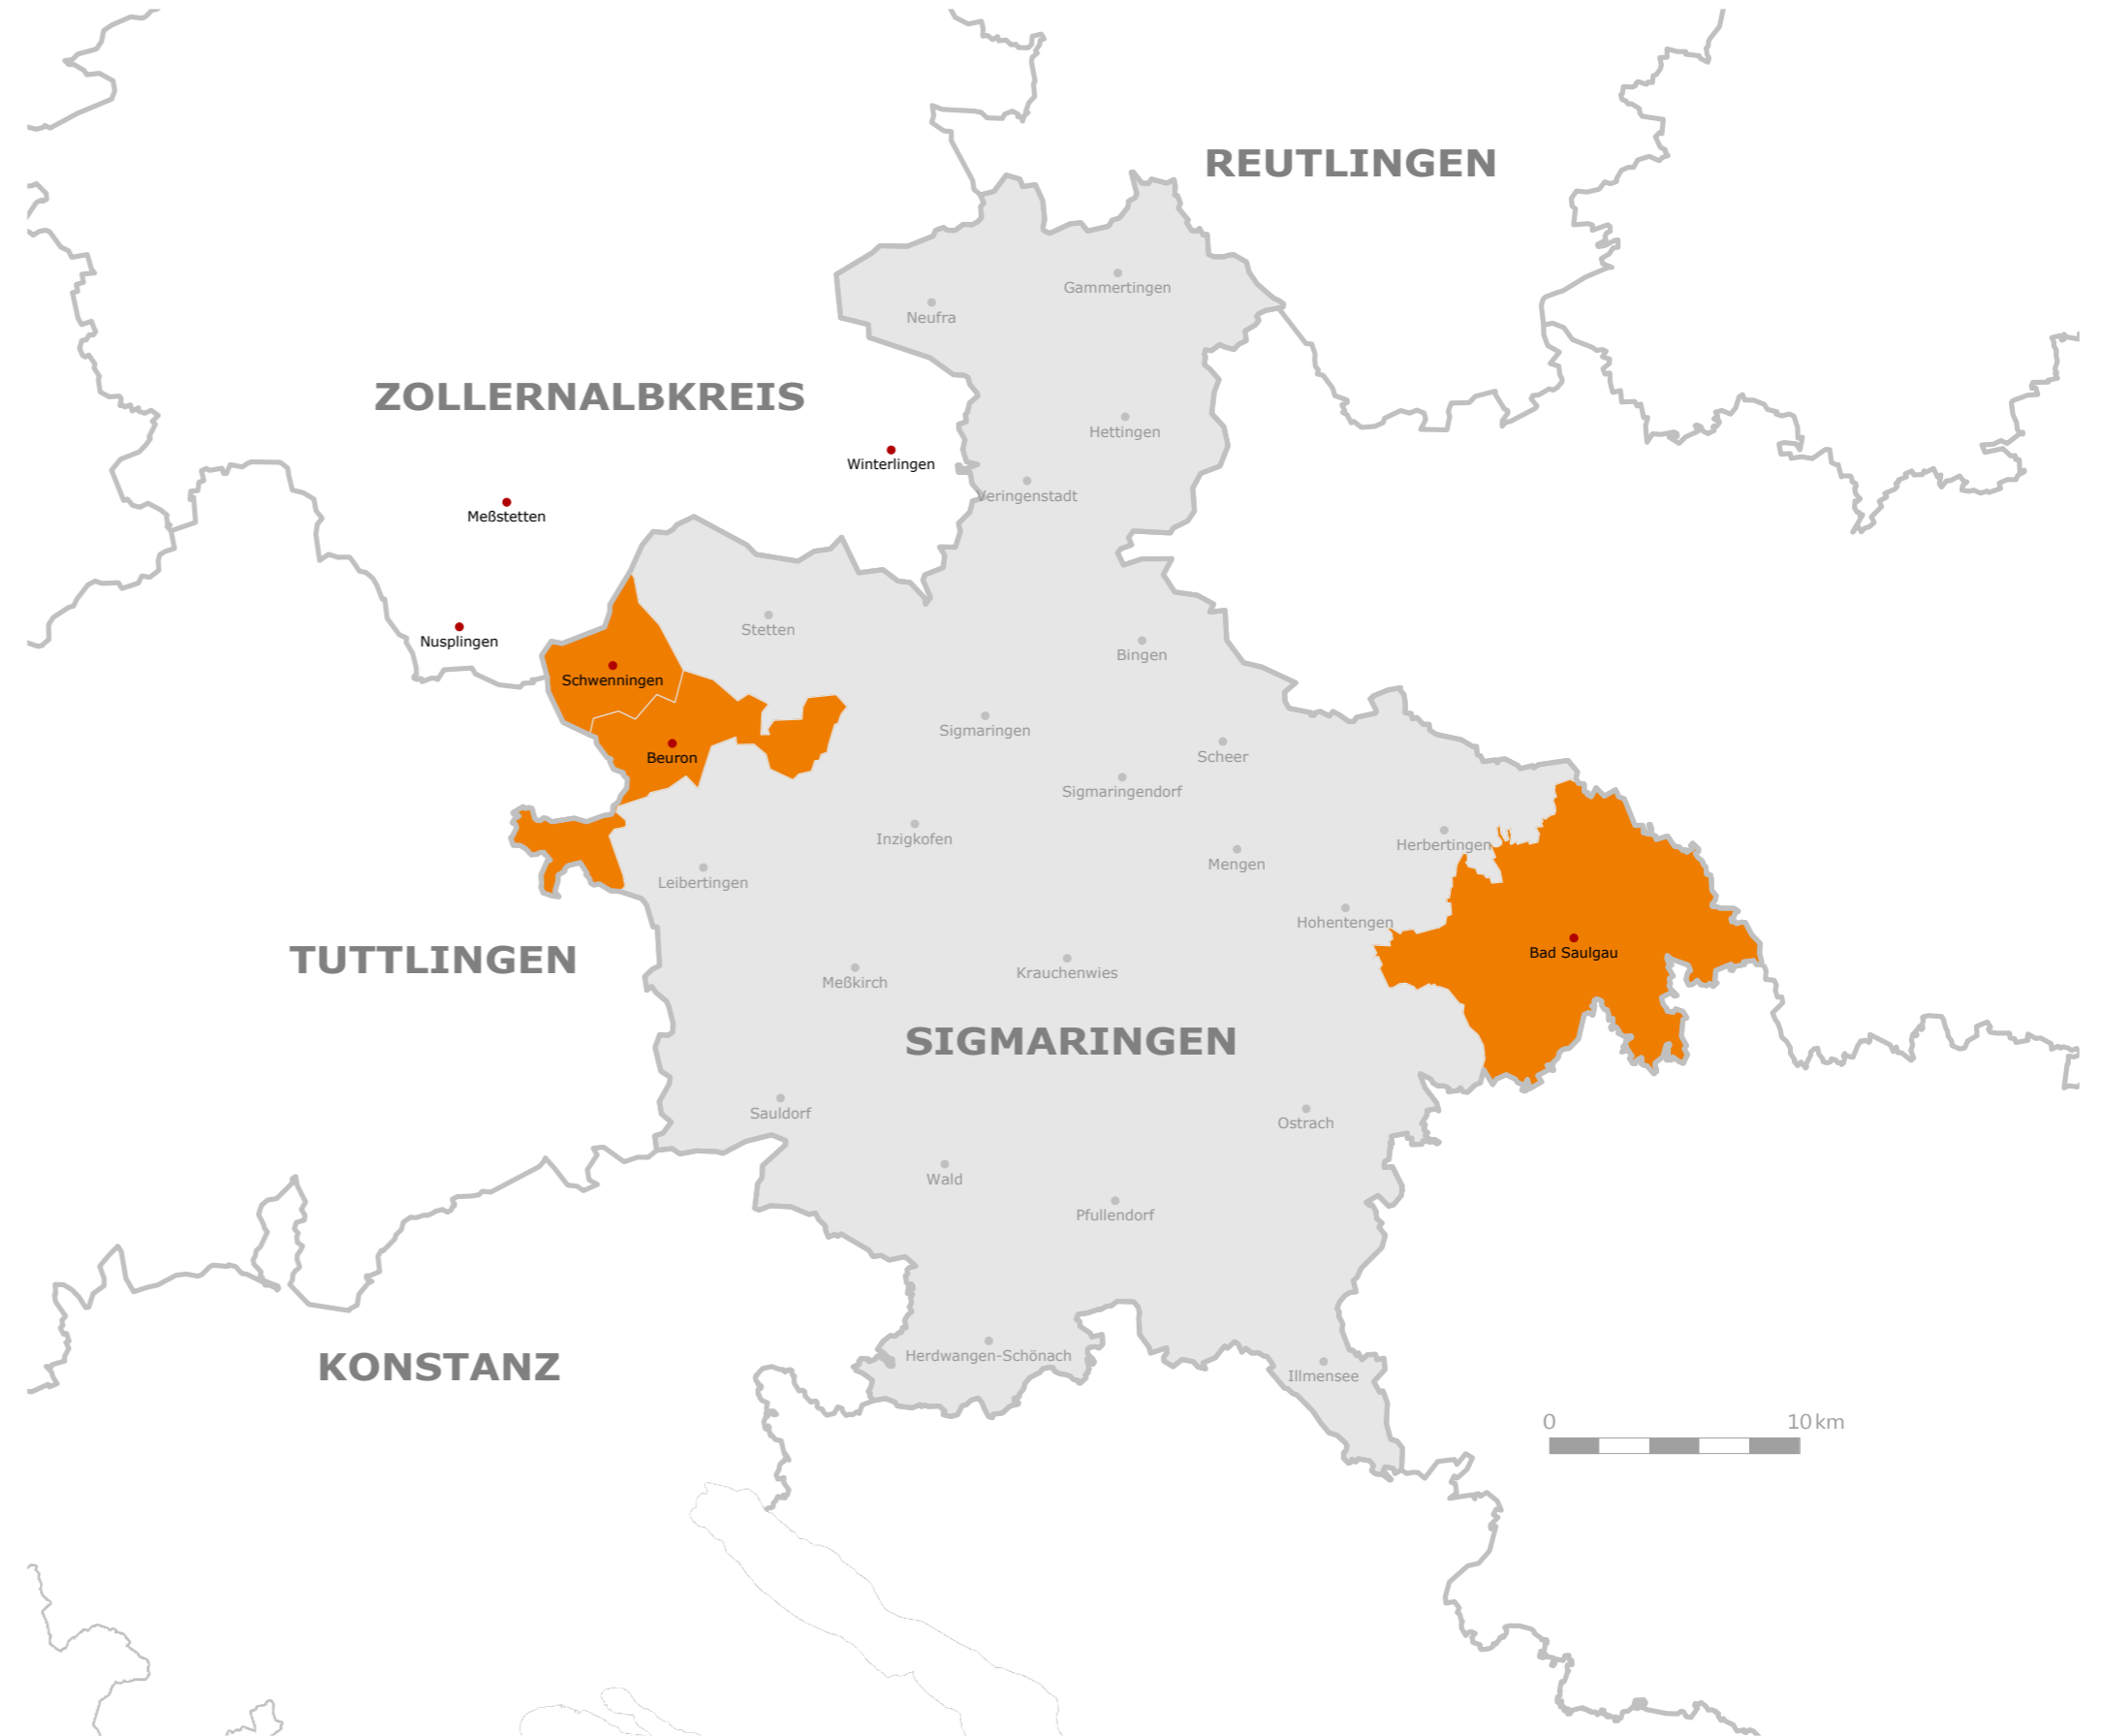 REUTLINGEN
Gammertingen
Neufra
ZOLLERNALBKREIS
Hettingen
Winterlingen
Veringenstadt
Meßstetten
Stetten
Nusplingen
Bingen
Schwenningen
Sigmaringen
Beuron
Scheer
Sigmaringendorf
Inzigkofen
Herbertingen
Mengen
Leibertingen
Hohentengen
Bad Saulgau
TUTTLINGEN
Krauchenwies
Meßkirch
SIGMARINGEN
Sauldorf
Ostrach
Wald
Pfullendorf
Herdwangen-Schönach
KONSTANZ
Illmensee
0 10 km